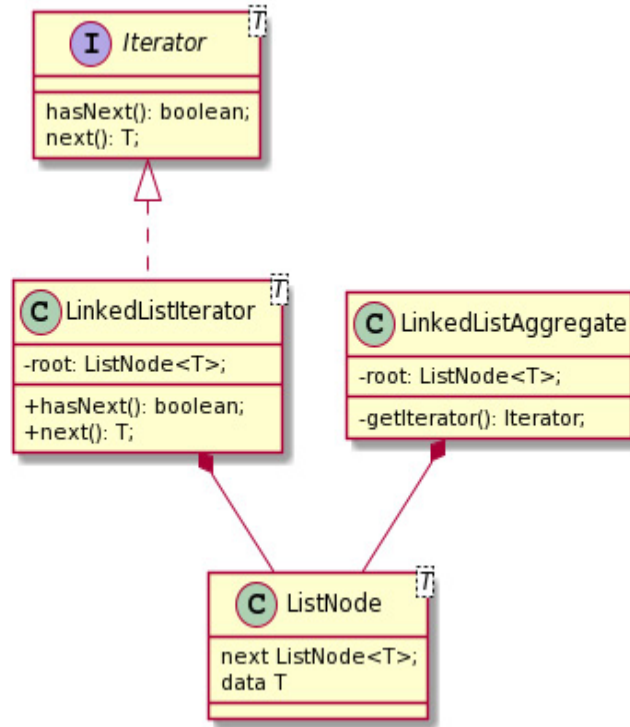 I Iterator T
hasNext(): boolean;
next(): T;
C LinkedListIterator T
-root: ListNode<T>;
+hasNext(): boolean;
+next(): T;
C LinkedListAggregate
-root: ListNode<T>;
-getIterator(): Iterator;
C ListNode T
next ListNode<T>;
data T